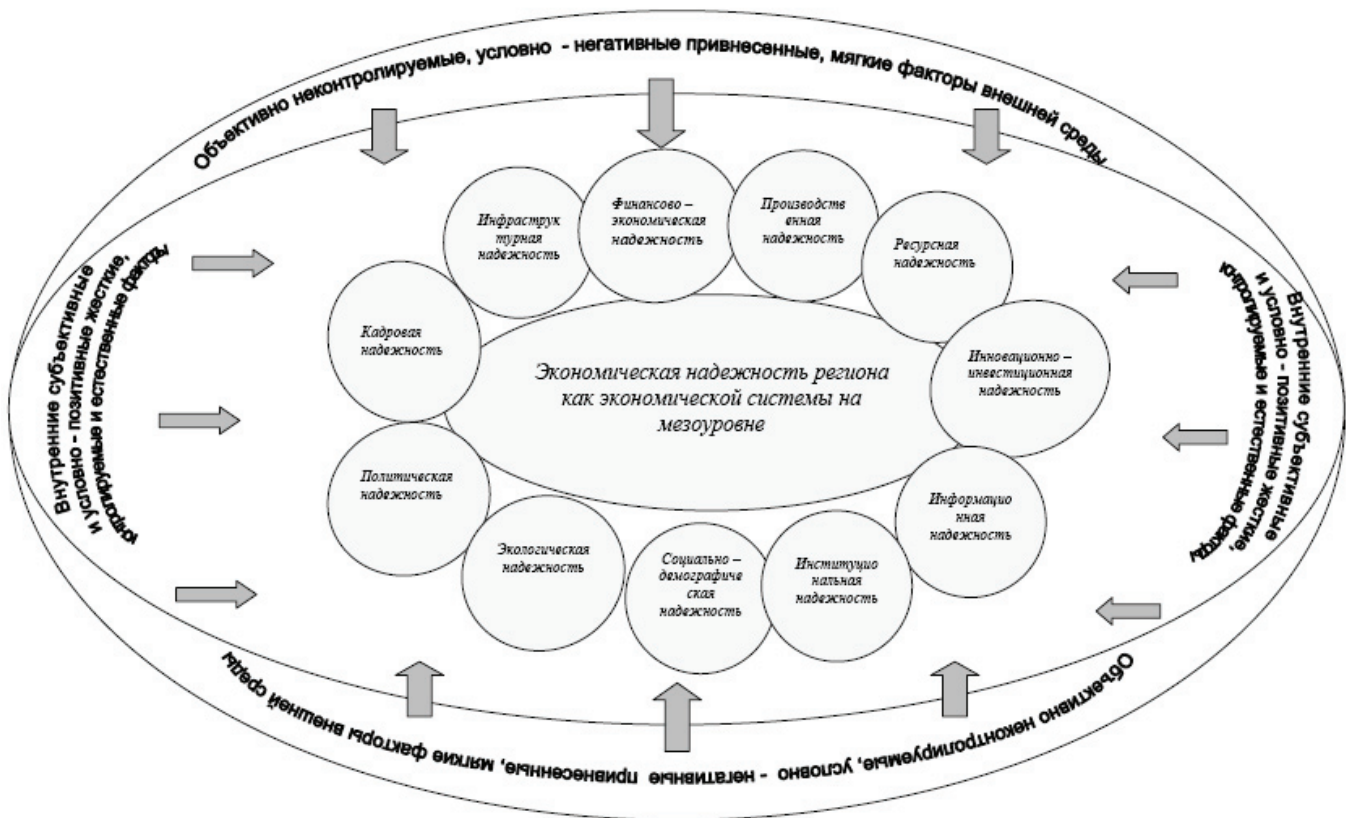 Объективно неконтролируемые, условно - негативные привнесенные, мягкие факторы внешней среды
Инфраструк
турная
надежность
Финансово –
экономическая
надежность
Производств
енная
надежность
Ресурсная
надежность
Кадровая
надежность
Инновационно –
инвестиционная
надежность
Экономическая надежность региона
как экономической системы на
мезоуровне
Политическая
надежность
Информацио
нная
надежность
Экологическая
надежность
Социально –
демографиче
ская
надежность
Институцио
нальная
надежность
Внутренние субъективные
и условно - позитивные жесткие,
контролируемые и естественные факторы
Внутренние субъективные
и условно - позитивные жесткие,
контролируемые и естественные факторы
Объективно неконтролируемые, условно - негативные привнесенные, мягкие факторы внешней среды